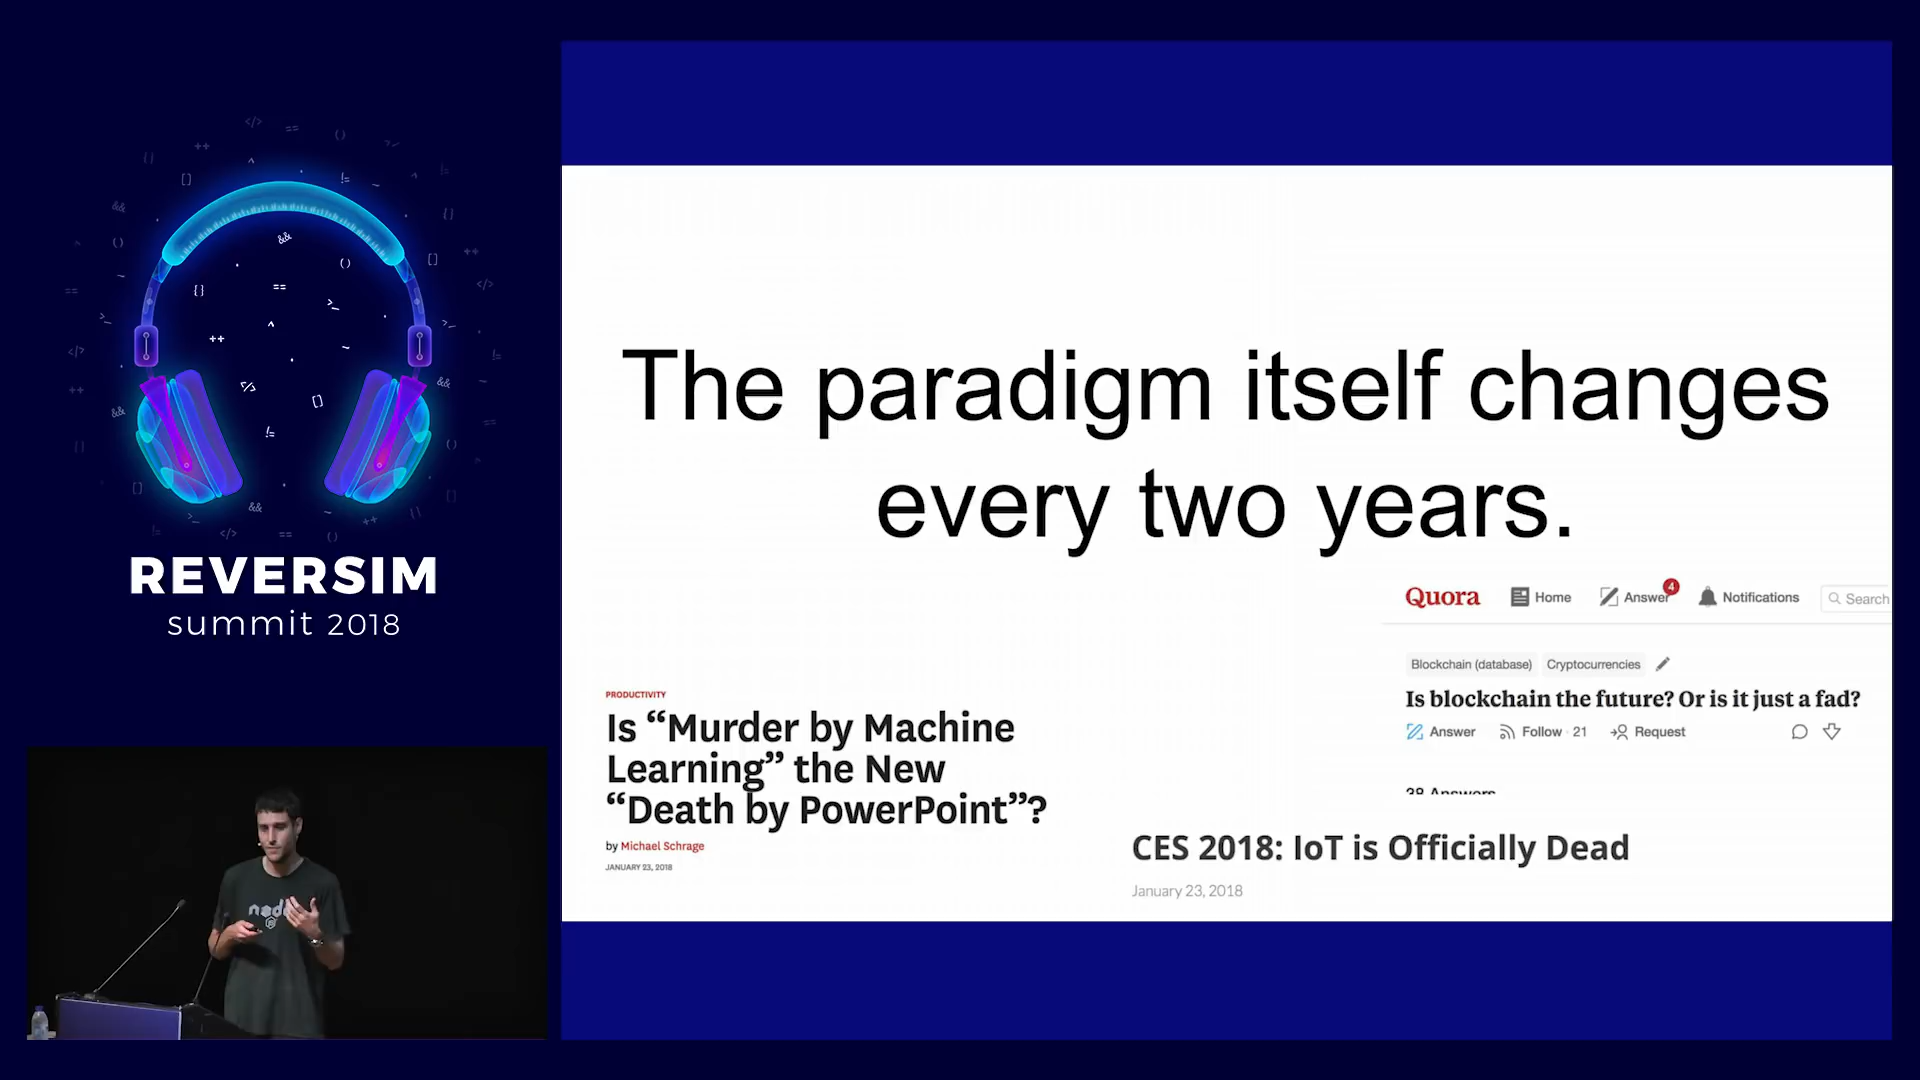 REVERSIM
summit 2018
The paradigm itself changes
every two years.
Quora
Home
Answer
4
Notifications
Search
Blockchain (database)
Cryptocurrencies
Is blockchain the future? Or is it just a fad?
Answer
Follow · 21
Request
38 Answers
PRODUCTIVITY
Is “Murder by Machine
Learning” the New
“Death by PowerPoint”?
by Michael Schrage
JANUARY 23, 2018
CES 2018: IoT is Officially Dead
January 23, 2018
node